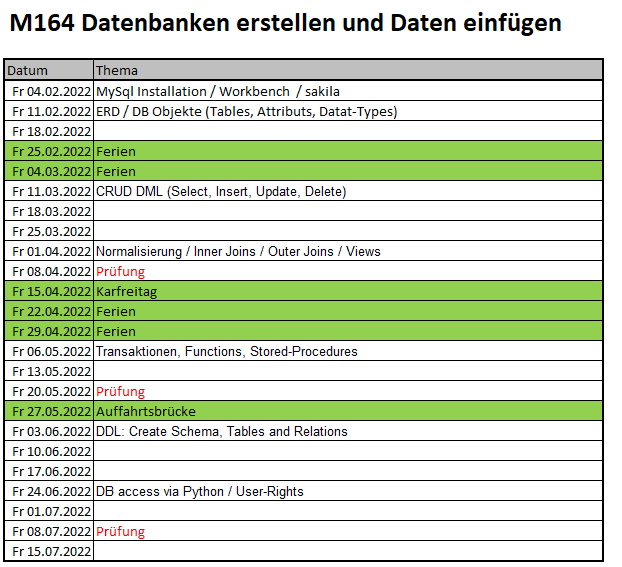 M164 Datenbanken erstellen und Daten einfügen
Datum Thema
Fr 04.02.2022 MySql Installation / Workbench / sakila
Fr 11.02.2022 ERD / DB Objekte (Tables, Attributs, Datat-Types)
Fr 18.02.2022
Fr 25.02.2022 Ferien
Fr 04.03.2022 Ferien
Fr 11.03.2022 CRUD DML (Select, Insert, Update, Delete)
Fr 18.03.2022
Fr 25.03.2022
Fr 01.04.2022 Normalisierung / Inner Joins / Outer Joins / Views
Fr 08.04.2022 Prüfung
Fr 15.04.2022 Karfreitag
Fr 22.04.2022 Ferien
Fr 29.04.2022 Ferien
Fr 06.05.2022 Transaktionen, Functions, Stored-Procedures
Fr 13.05.2022
Fr 20.05.2022 Prüfung
Fr 27.05.2022 Auffahrtsbrücke
Fr 03.06.2022 DDL: Create Schema, Tables and Relations
Fr 10.06.2022
Fr 17.06.2022
Fr 24.06.2022 DB access via Python / User-Rights
Fr 01.07.2022
Fr 08.07.2022 Prüfung
Fr 15.07.2022